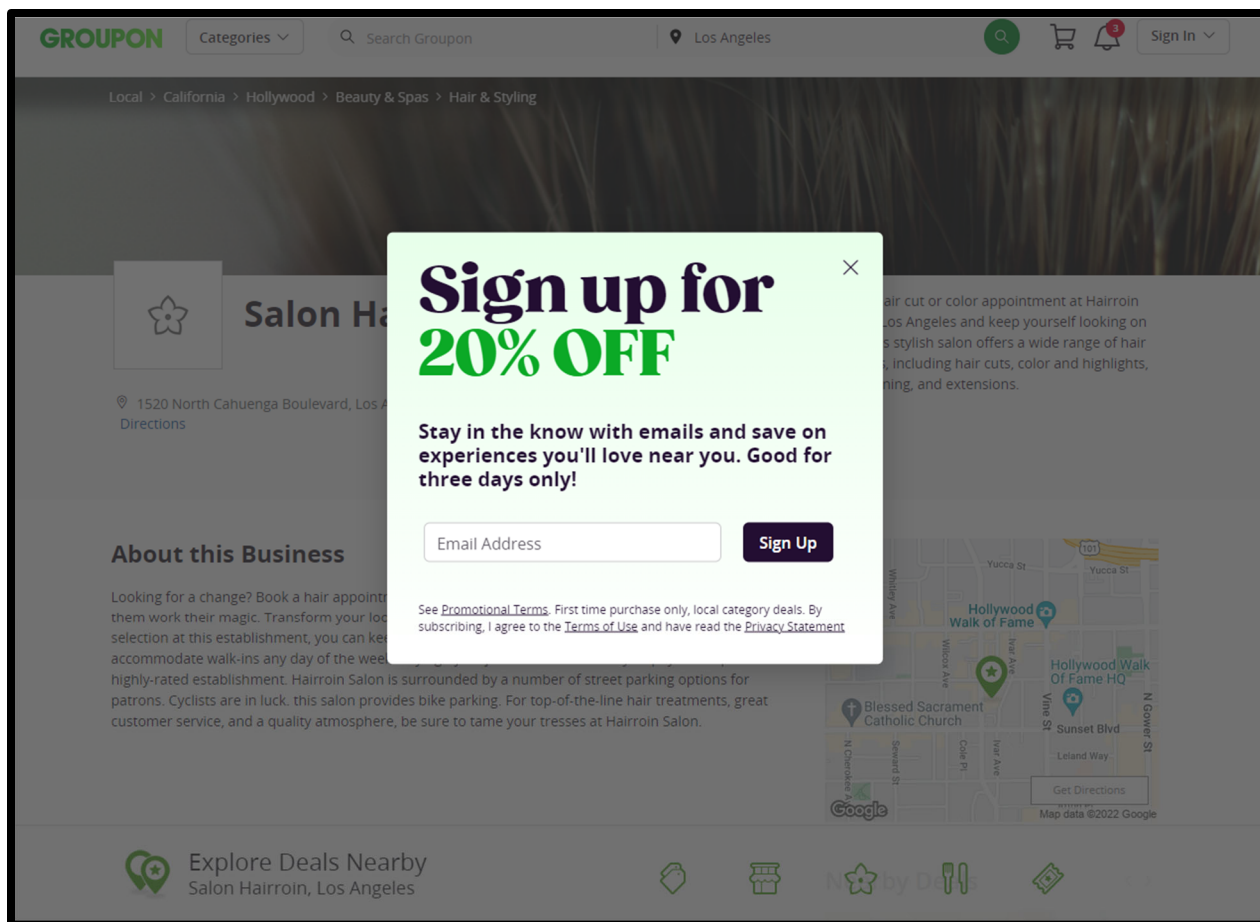 GROUPON Categories Search Groupon Los Angeles 3 Sign In
Local > California > Hollywood > Beauty & Spas > Hair & Styling
Sign up for
20% OFF
Stay in the know with emails and save on
experiences you'll love near you. Good for
three days only!
Email Address Sign Up
See Promotional Terms. First time purchase only, local category deals. By
subscribing, I agree to the Terms of Use and have read the Privacy Statement
Salon Ha
air cut or color appointment at Hairroin
Los Angeles and keep yourself looking on
s stylish salon offers a wide range of hair
, including hair cuts, color and highlights,
ning, and extensions.
1520 North Cahuenga Boulevard, Los A
Directions
About this Business
Looking for a change? Book a hair appointm
them work their magic. Transform your loc
selection at this establishment, you can kee
accommodate walk-ins any day of the wee
highly-rated establishment. Hairroin Salon is surrounded by a number of street parking options for
patrons. Cyclists are in luck. this salon provides bike parking. For top-of-the-line hair treatments, great
customer service, and a quality atmosphere, be sure to tame your tresses at Hairroin Salon.
101
Yucca St
Yucca St
Whitley Ave
Hollywood
Walk of Fame
Wilcox Ave
Ivar Ave
Hollywood Walk
Of Fame HQ
Vine St
N Gower St
Blessed Sacrament
Catholic Church
Sunset Blvd
Leland Way
N Cherokee A
Seward St
Cole Pl
Ivar Ave
Get Directions
Google
Map data ©2022 Google
Explore Deals Nearby
Salon Hairroin, Los Angeles
Nearby Deals